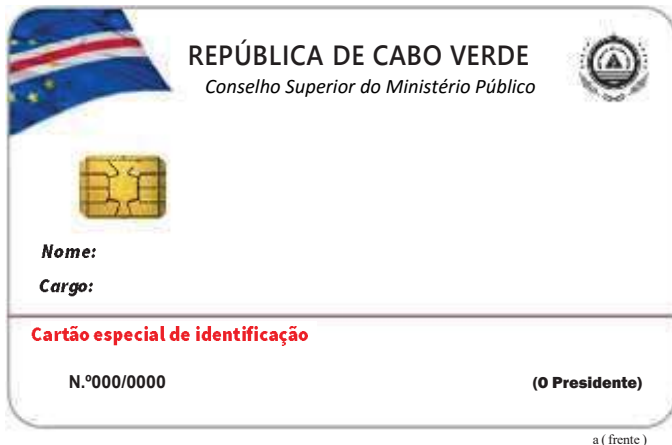 REPÚBLICA DE CABO VERDE
Conselho Superior do Ministério Público
Nome:
Cargo:
Cartão especial de identificação
N.º000/0000 (O Presidente)
a ( frente )